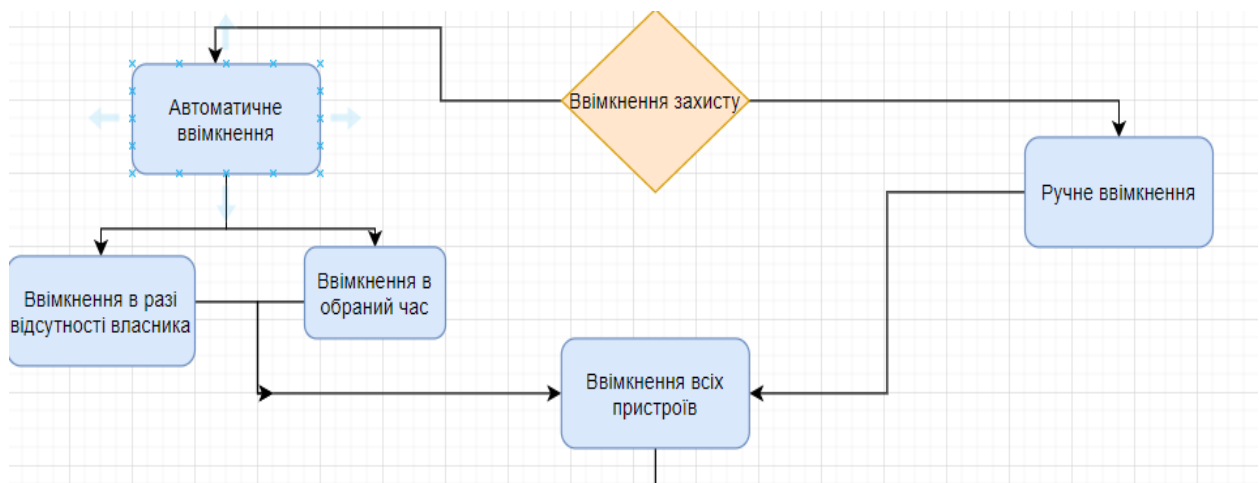 Ввімкнення захисту
Автоматичне
ввімкнення
Ручне ввімкнення
Ввімкнення в разі
відсутності власника
Ввімкнення в
обраний час
Ввімкнення всіх
пристроїв